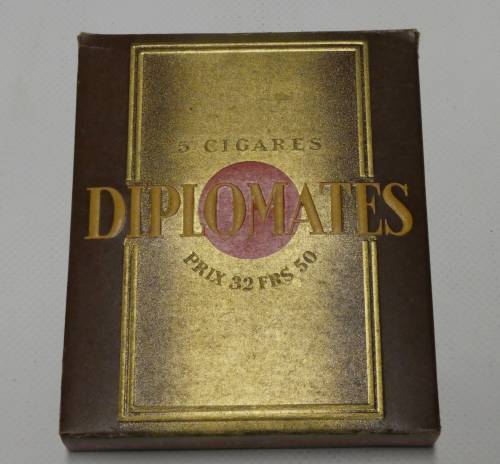 5 CIGARES
DIPLOMATES
PRIX 32 FRS 50